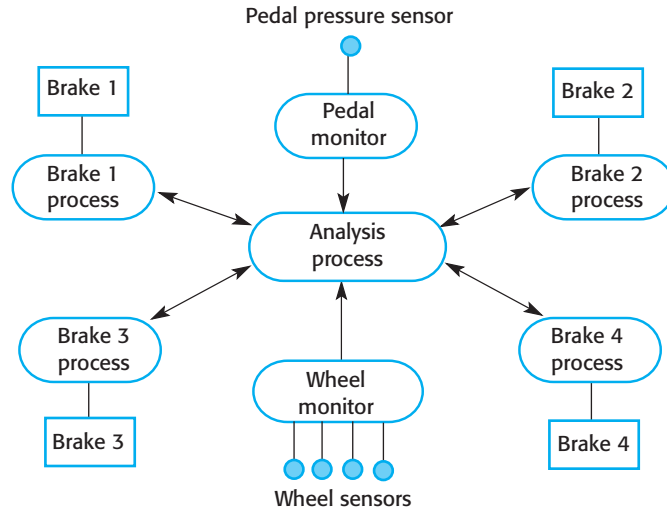 Pedal pressure sensor
Brake 1
Brake 2
Pedal
monitor
Brake 1
process
Brake 2
process
Analysis
process
Brake 3
process
Brake 4
process
Wheel
monitor
Brake 3
Brake 4
Wheel sensors